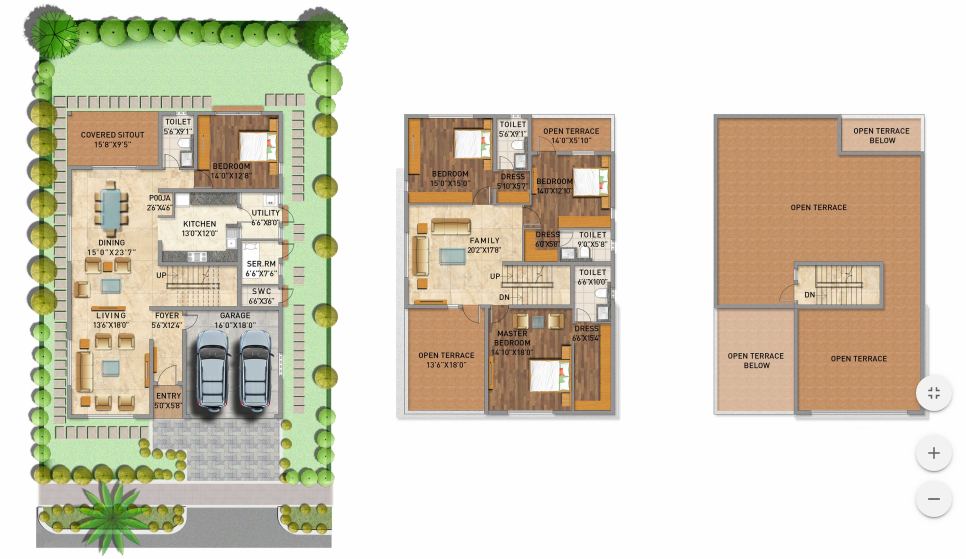 COVERED SITOUT
15'8"X9'5"
TOILET
5'6"X9'1"
BEDROOM
14'0"X12'8"
POOJA
2'6"X4'6"
KITCHEN
13'0"X12'0"
UTILITY
6'6"X8'0"
DINING
15'0"X23'7"
SER.RM
6'6"X7'6"
UP
SWC
6'6"X3'6"
LIVING
13'6"X18'0"
FOYER
5'6"X12'4"
GARAGE
16'0"X18'0"
ENTRY
5'0"X5'8"
TOILET
5'6"X9'1"
OPEN TERRACE
14'0"X5'10"
BEDROOM
15'0"X15'0"
DRESS
5'10"X5'7"
BEDROOM
14'0"X12'10"
FAMILY
20'2"X17'8"
DRESS
6'0"X5'8"
TOILET
9'0"X5'8"
UP
DN
TOILET
6'6"X10'0"
OPEN TERRACE
13'6"X18'0"
MASTER
BEDROOM
14'10"X18'0"
DRESS
6'6"X15'4"
OPEN TERRACE
BELOW
OPEN TERRACE
DN
OPEN TERRACE
BELOW
OPEN TERRACE